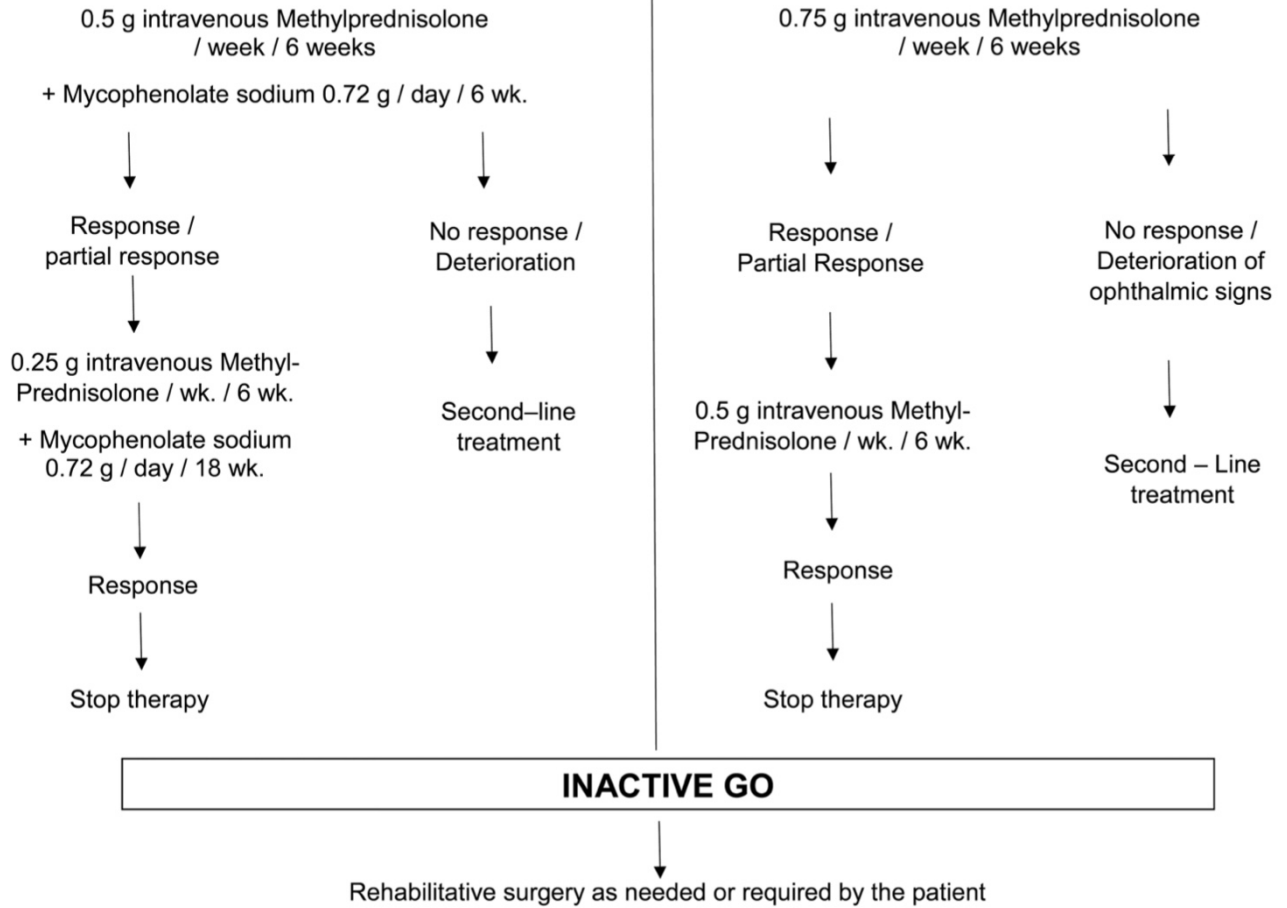 0.5 g intravenous Methylprednisolone
/ week / 6 weeks
+ Mycophenolate sodium 0.72 g / day / 6 wk.
Response /
partial response
0.25 g intravenous Methyl-
Prednisolone / wk. / 6 wk.
+ Mycophenolate sodium
0.72 g / day / 18 wk.
Response
Stop therapy
No response /
Deterioration
Second–line
treatment
0.75 g intravenous Methylprednisolone
/ week / 6 weeks
Response /
Partial Response
0.5 g intravenous Methyl-
Prednisolone / wk. / 6 wk.
Response
Stop therapy
No response /
Deterioration of
ophthalmic signs
Second – Line
treatment
INACTIVE GO
Rehabilitative surgery as needed or required by the patient